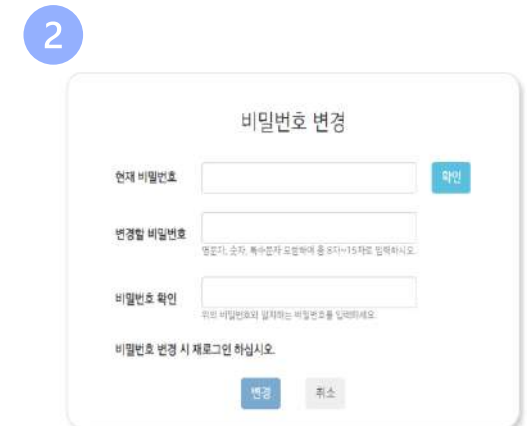 2
비밀번호 변경
현재 비밀번호
확인
변경할 비밀번호
영문자, 숫자, 특수문자 포함하여 총 8자~15자로 입력하시오.
비밀번호 확인
위의 비밀번호와 일치하는 비밀번호를 입력하세요.
비밀번호 변경 시 재로그인 하십시오.
변경 취소